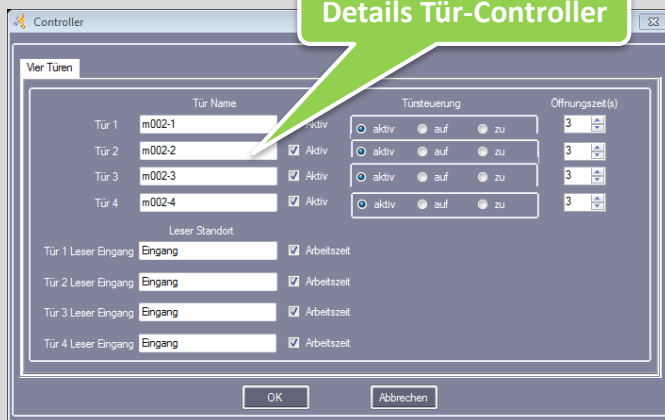 Details Tür-Controller
Controller
Vier Türen
Tür Name Türsteuerung Öffnungszeit(s)
Tür 1 m002-1 Aktiv aktiv auf zu 3
Tür 2 m002-2 Aktiv aktiv auf zu 3
Tür 3 m002-3 Aktiv aktiv auf zu 3
Tür 4 m002-4 Aktiv aktiv auf zu 3
Leser Standort
Tür 1 Leser Eingang Eingang Arbeitszeit
Tür 2 Leser Eingang Eingang Arbeitszeit
Tür 3 Leser Eingang Eingang Arbeitszeit
Tür 4 Leser Eingang Eingang Arbeitszeit
OK Abbrechen